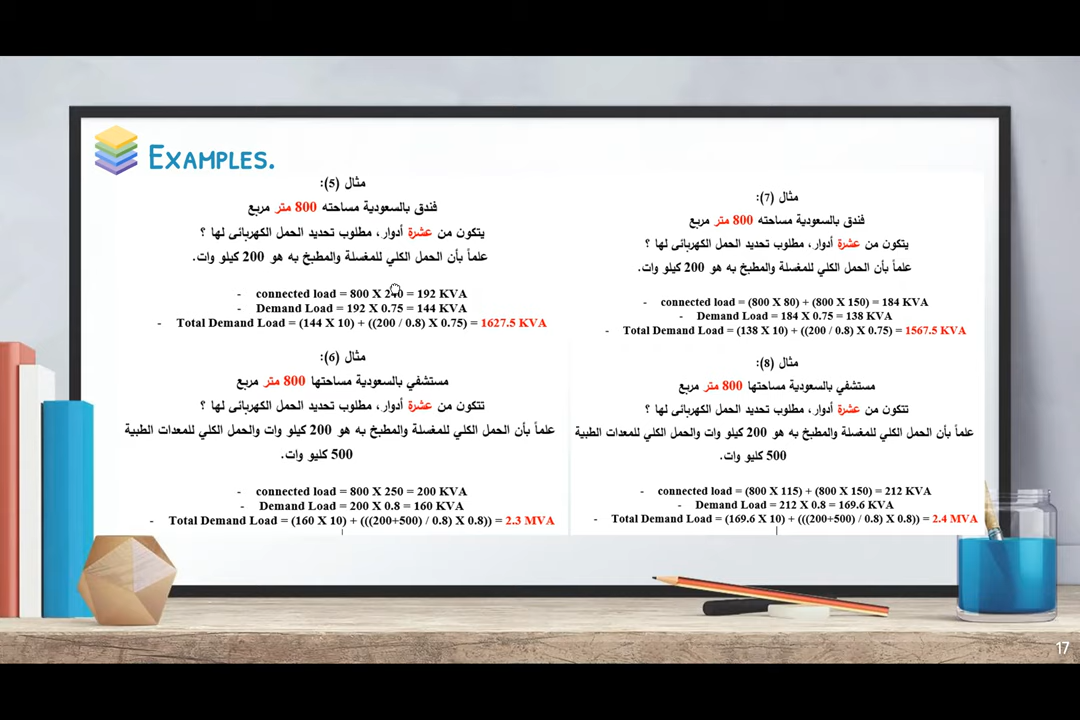 EXAMPLES.
مثال (5):
فندق بالسعودية مساحته 800 متر مربع
يتكون من عشرة أدوار، مطلوب تحديد الحمل الكهربائى لها ؟
علماً بأن الحمل الكلي للمغسلة والمطبخ به هو 200 كيلو وات.
- connected load = 800 X 240 = 192 KVA
- Demand Load = 192 X 0.75 = 144 KVA
- Total Demand Load = (144 X 10) + ((200 / 0.8) X 0.75) = 1627.5 KVA
مثال (6):
مستشفي بالسعودية مساحتها 800 متر مربع
تتكون من عشرة أدوار، مطلوب تحديد الحمل الكهربائى لها ؟
علماً بأن الحمل الكلي للمغسلة والمطبخ به هو 200 كيلو وات والحمل الكلي للمعدات الطبية
500 كليو وات.
- connected load = 800 X 250 = 200 KVA
- Demand Load = 200 X 0.8 = 160 KVA
- Total Demand Load = (160 X 10) + (((200+500) / 0.8) X 0.8)) = 2.3 MVA
مثال (7):
فندق بالسعودية مساحته 800 متر مربع
يتكون من عشرة أدوار، مطلوب تحديد الحمل الكهربائى لها ؟
علماً بأن الحمل الكلي للمغسلة والمطبخ به هو 200 كيلو وات.
- connected load = (800 X 80) + (800 X 150) = 184 KVA
- Demand Load = 184 X 0.75 = 138 KVA
- Total Demand Load = (138 X 10) + ((200 / 0.8) X 0.75) = 1567.5 KVA
مثال (8):
مستشفي بالسعودية مساحتها 800 متر مربع
تتكون من عشرة أدوار، مطلوب تحديد الحمل الكهربائى لها ؟
علماً بأن الحمل الكلي للمغسلة والمطبخ به هو 200 كيلو وات والحمل الكلي للمعدات الطبية
500 كليو وات.
- connected load = (800 X 115) + (800 X 150) = 212 KVA
- Demand Load = 212 X 0.8 = 169.6 KVA
- Total Demand Load = (169.6 X 10) + (((200+500) / 0.8) X 0.8)) = 2.4 MVA
17